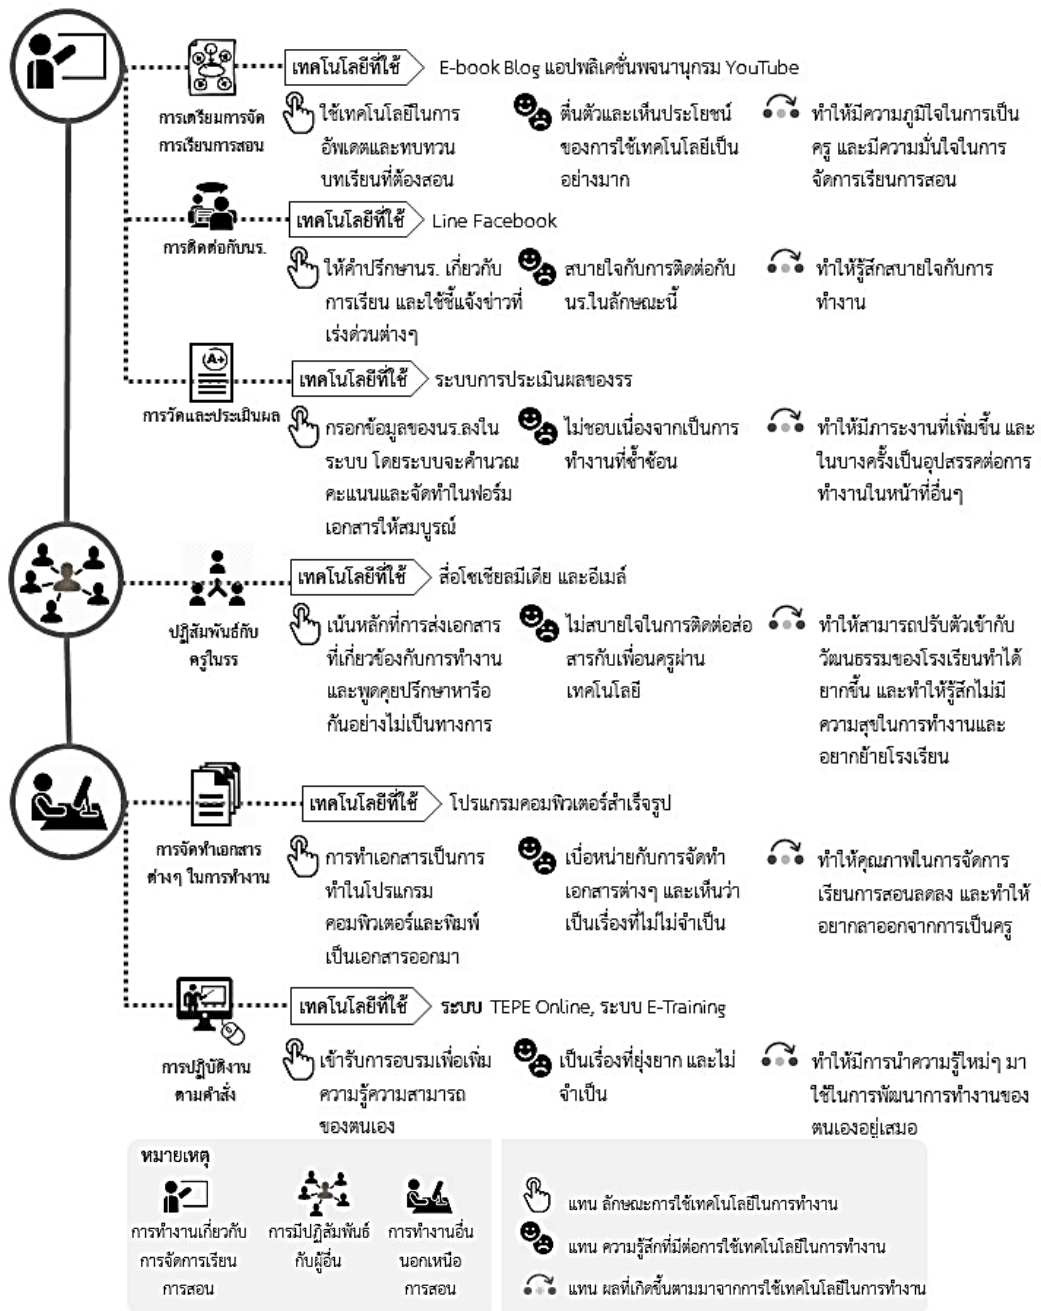 เทคโนโลยีที่ใช้ E-book Blog แอปพลิเคชั่นพจนานุกรม YouTube
การเตรียมการจัด
การเรียนการสอน
ใช้เทคโนโลยีในการ
อัพเดตและทบทวน
บทเรียนที่ต้องสอน
ตื่นตัวและเห็นประโยชน์
ของการใช้เทคโนโลยีเป็น
อย่างมาก
ทำให้มีความภูมิใจในการเป็น
ครู และมีความมั่นใจในการ
จัดการเรียนการสอน
เทคโนโลยีที่ใช้ Line Facebook
การติดต่อกับนร.
ให้คำปรึกษานร. เกี่ยวกับ
การเรียน และใช้ชี้แจ้งข่าวที่
เร่งด่วนต่างๆ
สบายใจกับการติดต่อกับ
นร.ในลักษณะนี้
ทำให้รู้สึกสบายใจกับการ
ทำงาน
A+
เทคโนโลยีที่ใช้ ระบบการประเมินผลของรร
การวัดและประเมินผล
กรอกข้อมูลของนร.ลงใน
ระบบ โดยระบบจะคำนวณ
คะแนนและจัดทำในฟอร์ม
เอกสารให้สมบูรณ์
ไม่ชอบเนื่องจากเป็นการ
ทำงานที่ซ้ำซ้อน
ทำให้มีภาระงานที่เพิ่มขึ้น และ
ในบางครั้งเป็นอุปสรรคต่อการ
ทำงานในหน้าที่อื่นๆ
เทคโนโลยีที่ใช้ สื่อโซเชียลมีเดีย และอีเมล์
ปฏิสัมพันธ์กับ
ครูในรร
เน้นหลักที่การส่งเอกสาร
ที่เกี่ยวข้องกับการทำงาน
และพูดคุยปรึกษาหารือ
กันอย่างไม่เป็นทางการ
ไม่สบายใจในการติดต่อสื่อ
สารกับเพื่อนครูผ่าน
เทคโนโลยี
ทำให้สามารถปรับตัวเข้ากับ
วัฒนธรรมของโรงเรียนทำได้
ยากขึ้น และทำให้รู้สึกไม่มี
ความสุขในการทำงานและ
อยากย้ายโรงเรียน
เทคโนโลยีที่ใช้ โปรแกรมคอมพิวเตอร์สำเร็จรูป
การจัดทำเอกสาร
ต่างๆ ในการทำงาน
การทำเอกสารเป็นการ
ทำในโปรแกรม
คอมพิวเตอร์และพิมพ์
เป็นเอกสารออกมา
เบื่อหน่ายกับการจัดทำ
เอกสารต่างๆ และเห็นว่า
เป็นเรื่องที่ไม่ไม่จำเป็น
ทำให้คุณภาพในการจัดการ
เรียนการสอนลดลง และทำให้
อยากลาออกจากการเป็นครู
เทคโนโลยีที่ใช้ ระบบ TEPE Online, ระบบ E-Training
การปฏิบัติงาน
ตามคำสั่ง
เข้ารับการอบรมเพื่อเพิ่ม
ความรู้ความสามารถ
ของตนเอง
เป็นเรื่องที่ยุ่งยาก และไม่
จำเป็น
ทำให้มีการนำความรู้ใหม่ๆ มา
ใช้ในการพัฒนาการทำงานของ
ตนเองอยู่เสมอ
หมายเหตุ
การทำงานเกี่ยวกับ
การจัดการเรียน
การสอน
การมีปฏิสัมพันธ์
กับผู้อื่น
การทำงานอื่น
นอกเหนือ
การสอน
แทน ลักษณะการใช้เทคโนโลยีในการทำงาน
แทน ความรู้สึกที่มีต่อการใช้เทคโนโลยีในการทำงาน
แทน ผลที่เกิดขึ้นตามมาจากการใช้เทคโนโลยีในการทำงาน